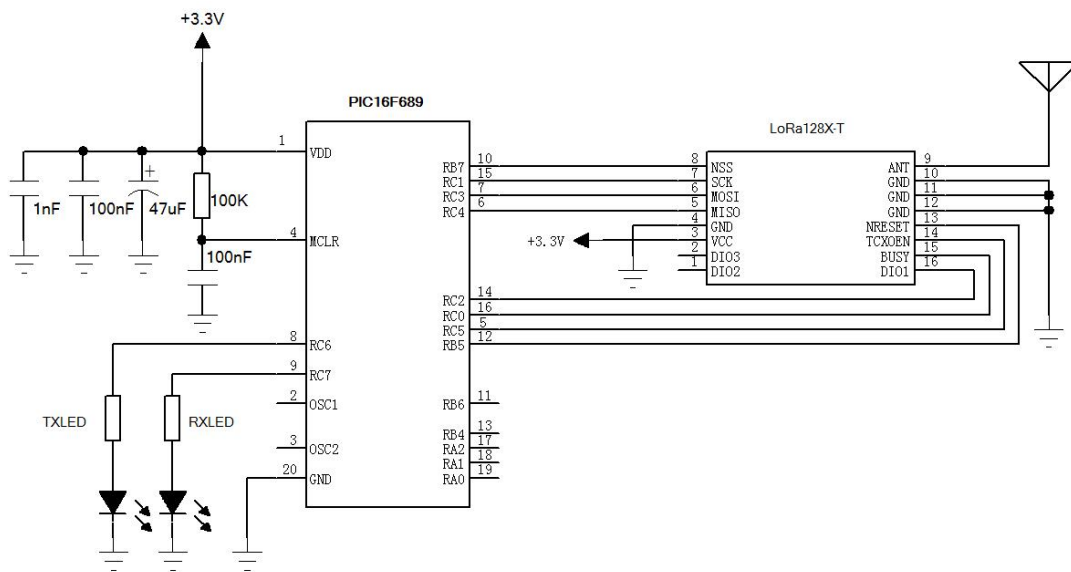 +3.3V
PIC16F689
LoRa128X-T
1
VDD
RB7
10
8
NSS
ANT
9
RC1
15
7
SCK
GND
10
RC3
7
6
MOSI
GND
11
RC4
6
5
MISO
GND
12
4
GND
NRESET
13
+3.3V
3
VCC
TCXOEN
14
2
DIO3
BUSY
15
1
DIO2
DIO1
16
1nF
100nF
47uF
+
100K
4
MCLR
100nF
RC2
14
RC0
16
RC5
5
RB5
12
8
RC6
9
RC7
2
OSC1
RB6
11
TXLED
RXLED
3
OSC2
RB4
13
RA2
17
RA1
18
20
GND
RA0
19